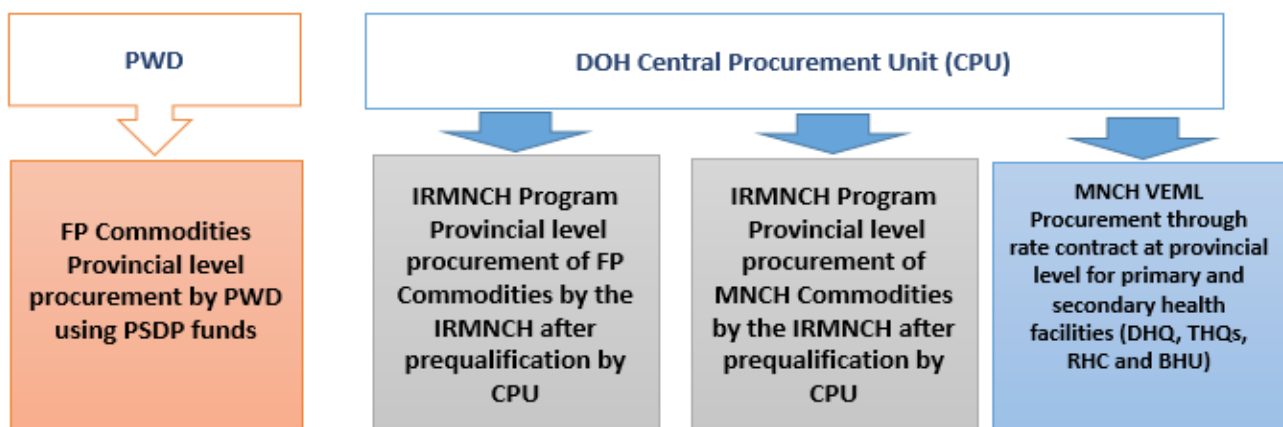 PWD
DOH Central Procurement Unit (CPU)
FP Commodities
Provincial level
procurement by PWD
using PSDP funds
IRMNCH Program
Provincial level
procurement of FP
Commodities by the
IRMNCH after
prequalification by
CPU
IRMNCH Program
Provincial level
procurement of
MNCH Commodities
by the IRMNCH after
prequalification by
CPU
MNCH VEML
Procurement through
rate contract at provincial
level for primary and
secondary health
facilities (DHQ, THQs,
RHC and BHU)